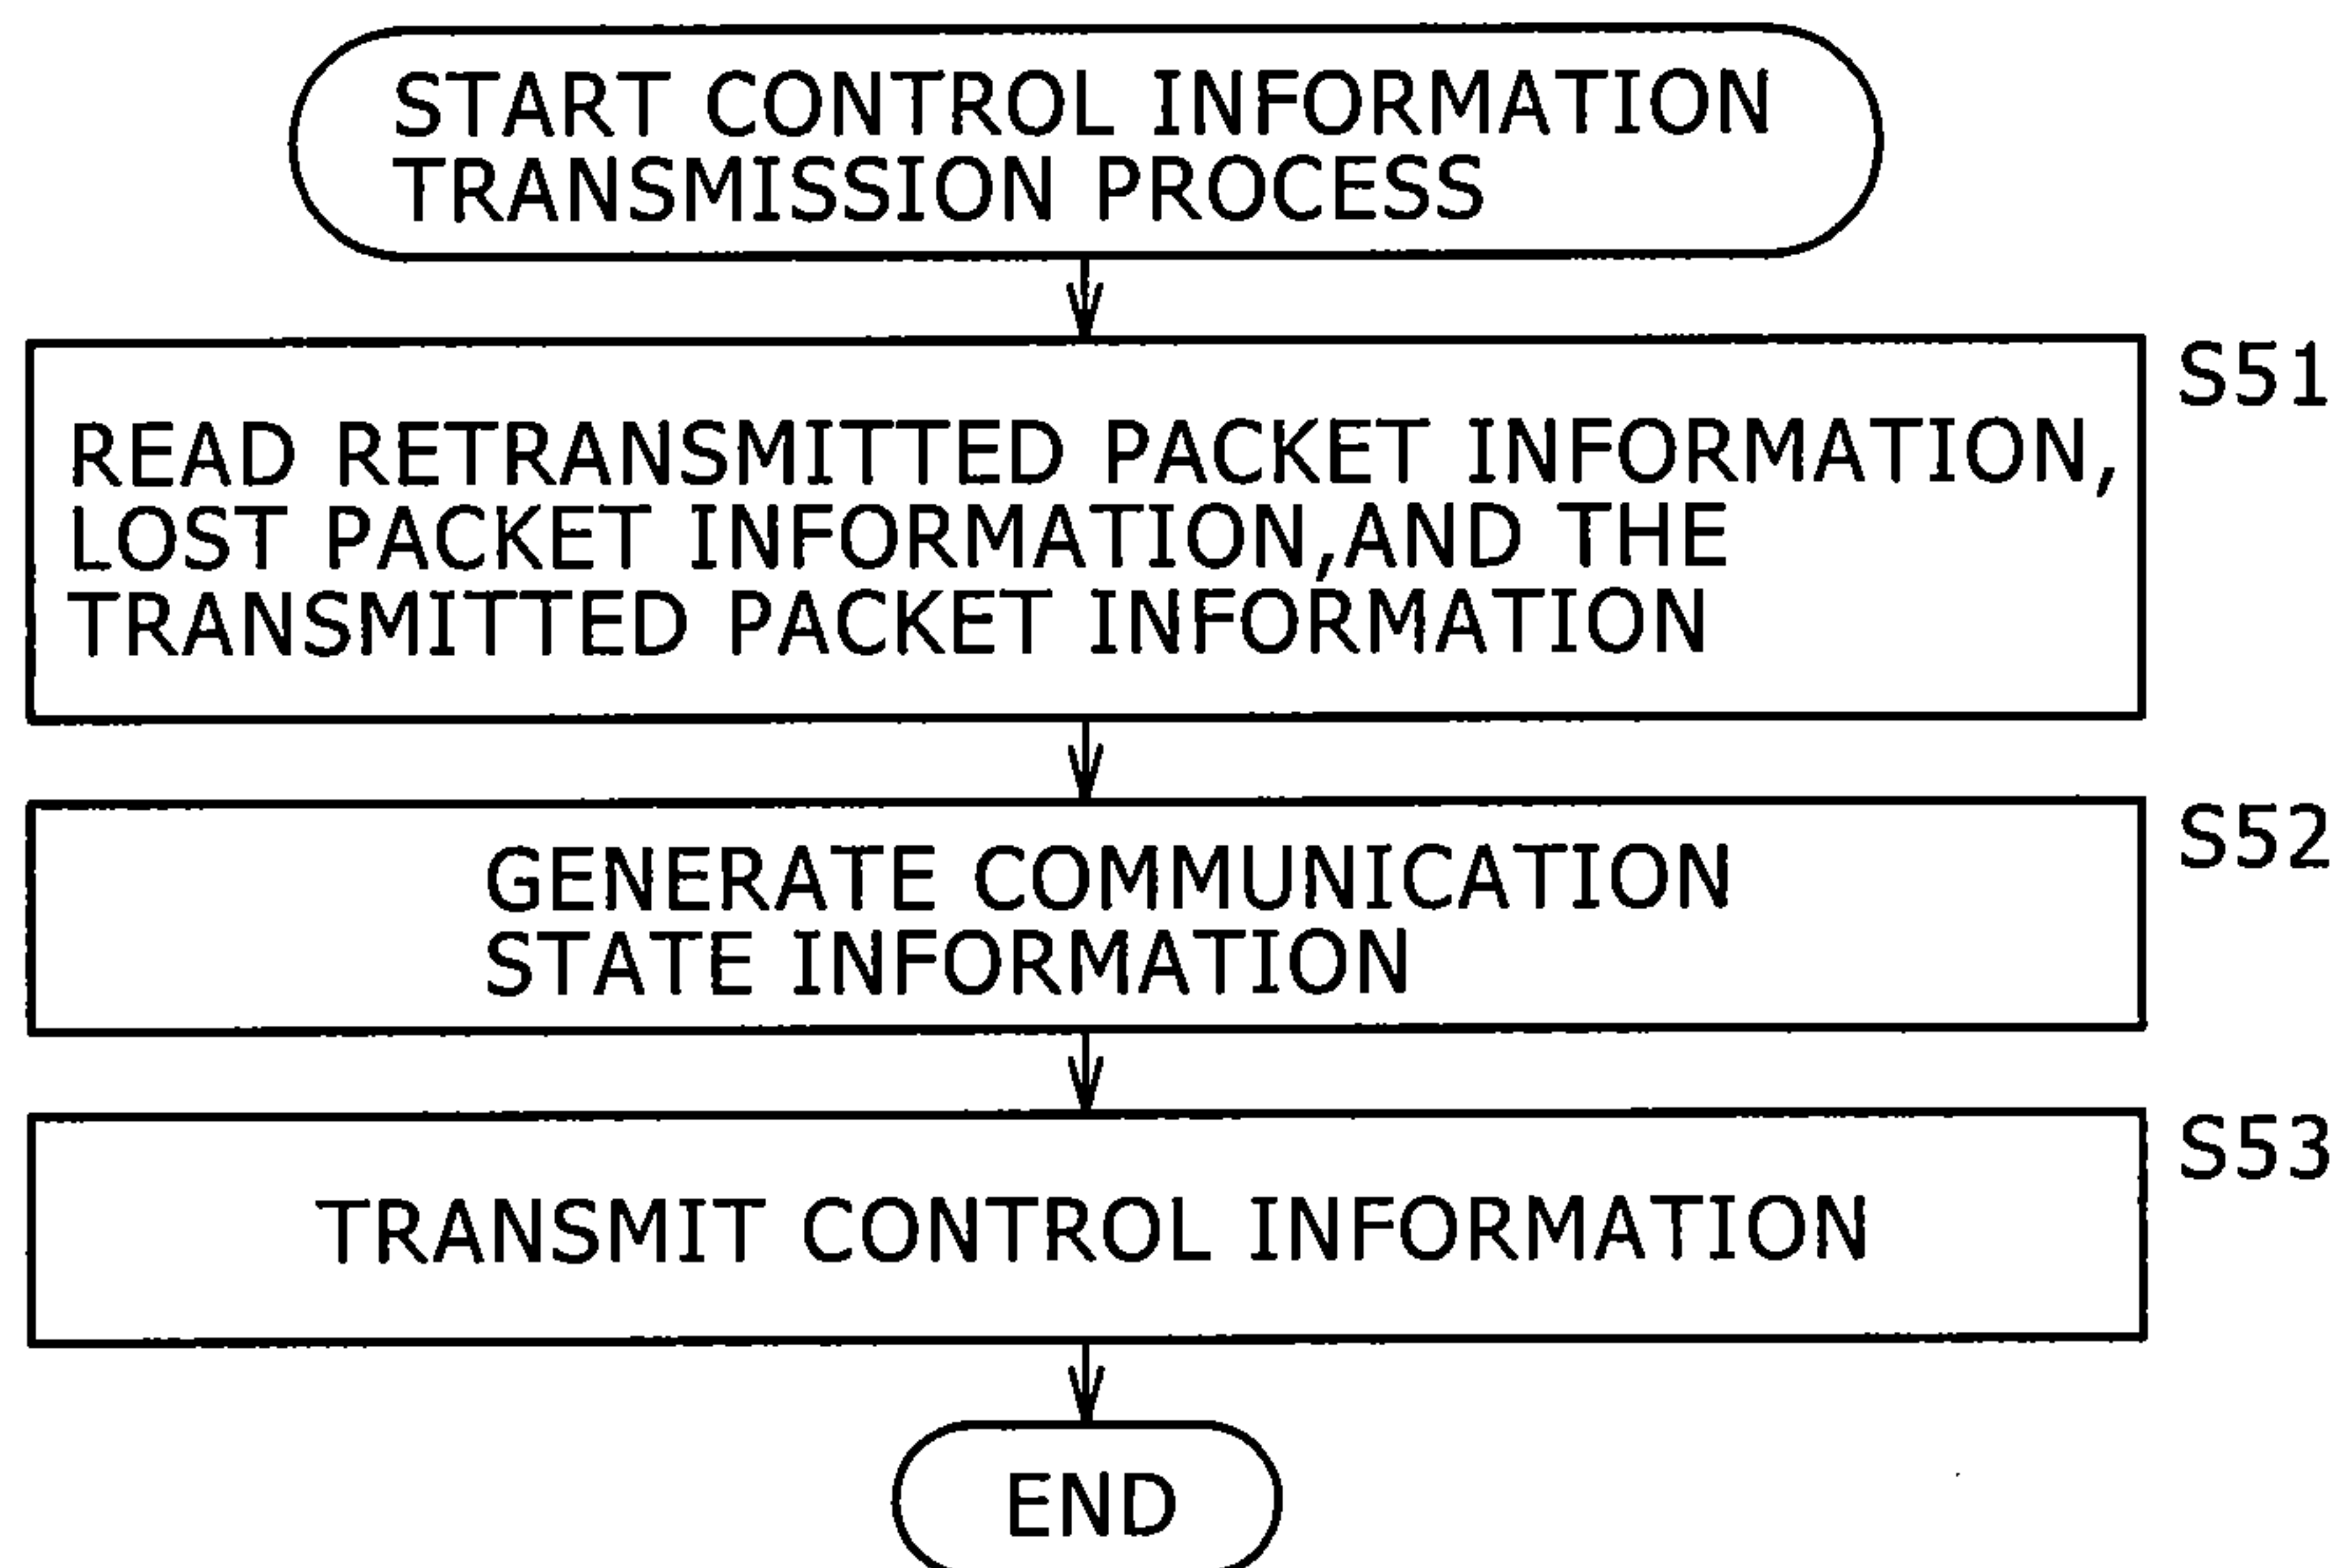 START CONTROL INFORMATION
TRANSMISSION PROCESS
S51
READ RETRANSMITTED PACKET INFORMATION,
LOST PACKET INFORMATION,AND THE
TRANSMITTED PACKET INFORMATION
S52
GENERATE COMMUNICATION
STATE INFORMATION
S53
TRANSMIT CONTROL INFORMATION
END